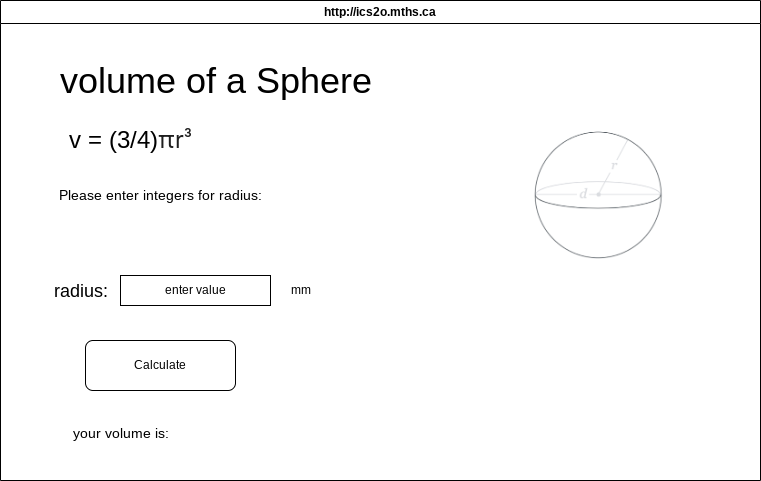 http://ics2o.mths.ca
volume of a Sphere
v = (3/4)πr³
r
d
Please enter integers for radius:
radius: enter value mm
Calculate
your volume is: